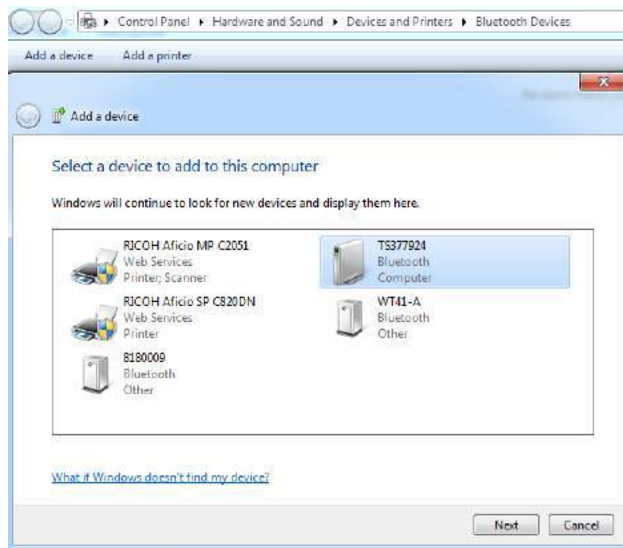 Control Panel ▸ Hardware and Sound ▸ Devices and Printers ▸ Bluetooth Devices
Add a device Add a printer
Add a device
Select a device to add to this computer
Windows will continue to look for new devices and display them here.
RICOH Aficio MP C2051
Web Services
Printer; Scanner
TS377924
Bluetooth
Computer
RICOH Aficio SP C820DN
Web Services
Printer
WT41-A
Bluetooth
Other
8180009
Bluetooth
Other
What if Windows doesn't find my device?
Next Cancel